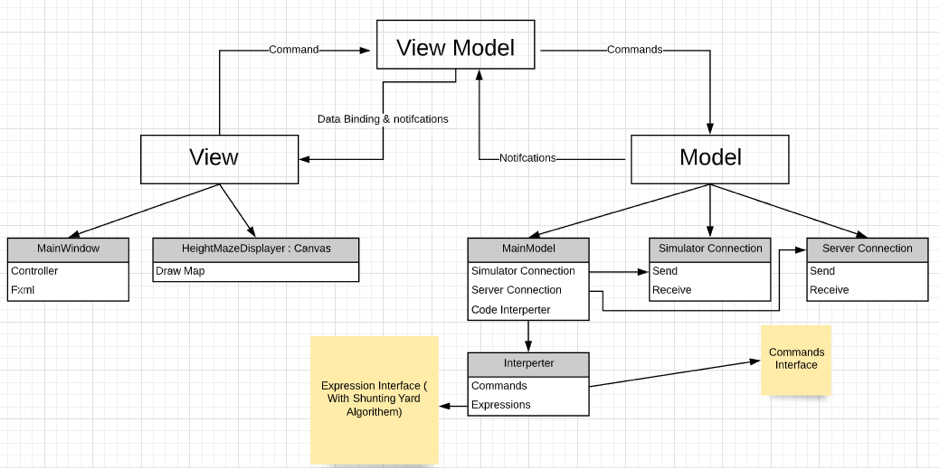 View Model
Command
Commands
Data Binding & notifcations
View
Notifcations
Model
MainWindow
Controller
Fxml
HeightMazeDisplayer : Canvas
Draw Map
MainModel
Simulator Connection
Server Connection
Code Interperter
Simulator Connection
Send
Receive
Server Connection
Send
Receive
Interperter
Commands
Expressions
Expression Interface (
With Shunting Yard
Algorithem)
Commands
Interface